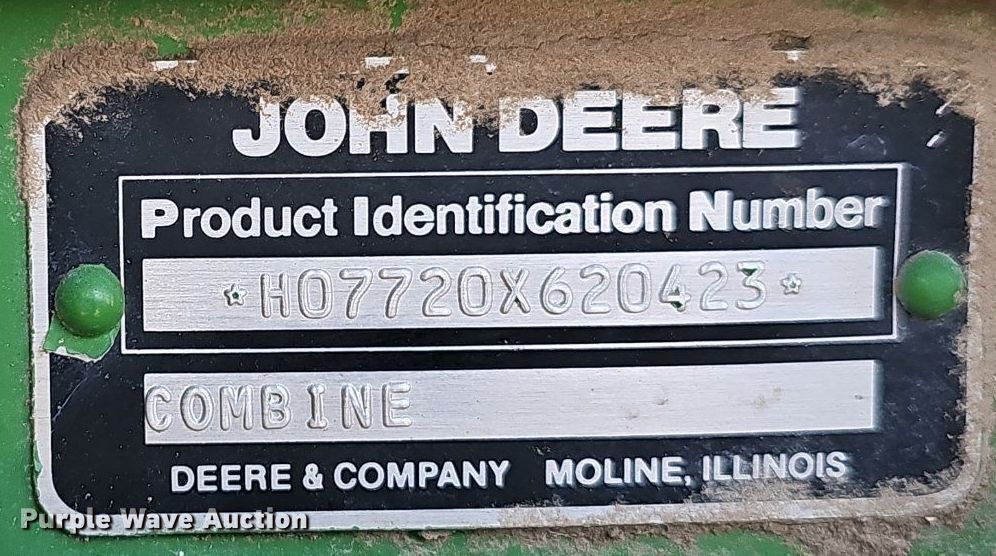 JOHN DEERE
Product Identification Number
*H07720X620423*
COMBINE
DEERE & COMPANY MOLINE, ILLINOIS
Purple Wave Auction